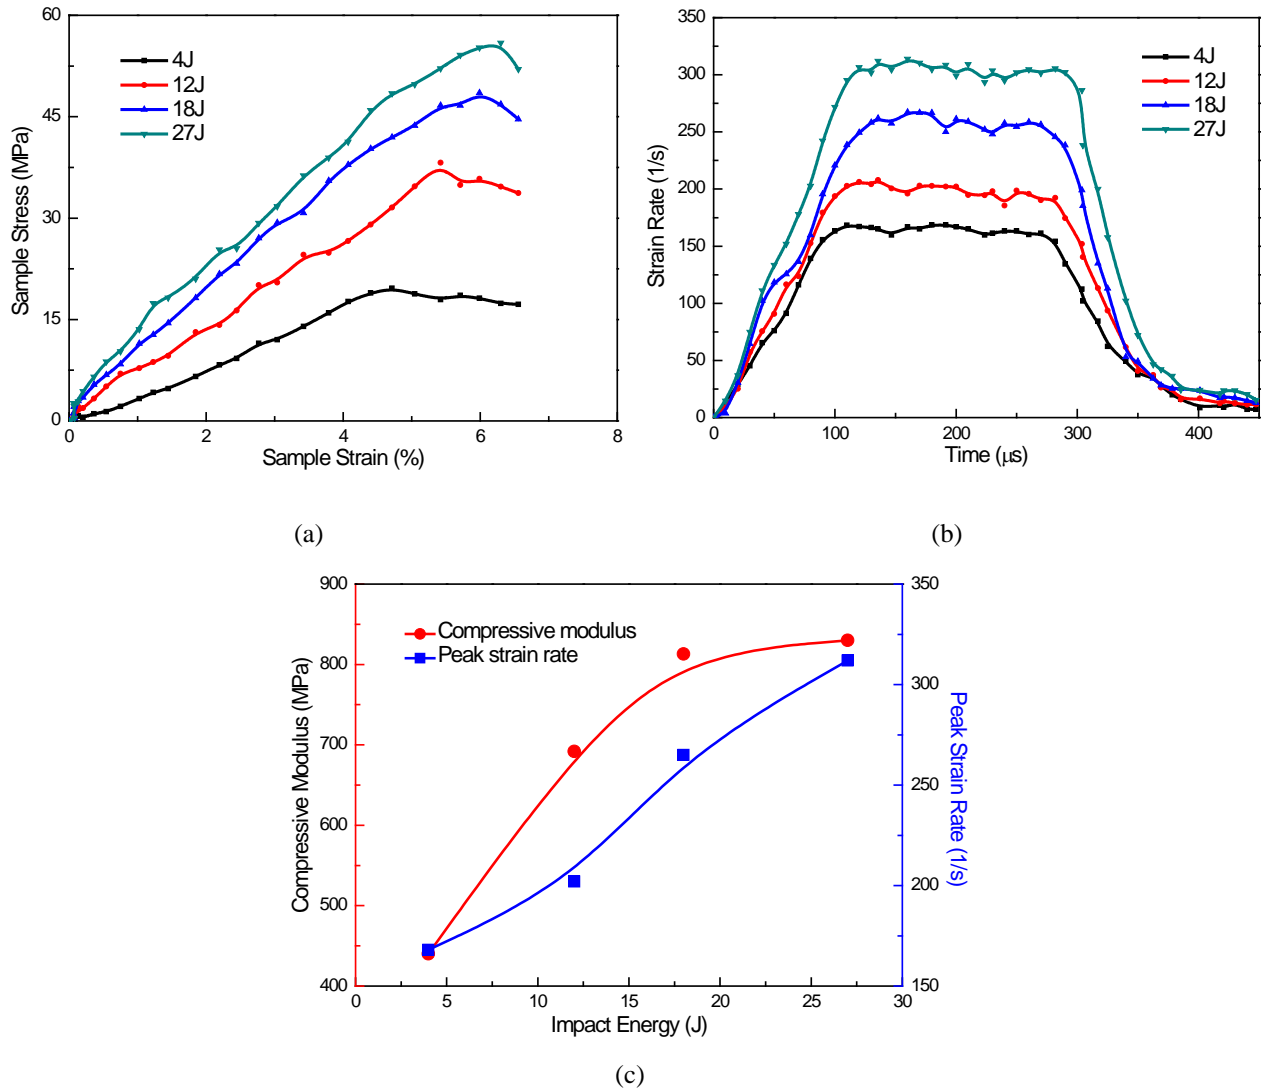 60
45
30
15
0
Sample Stress (MPa)
4J
12J
18J
27J
0 2 4 6 8
Sample Strain (%)
(a)
350
300
250
200
150
100
50
0
Strain Rate (1/s)
4J
12J
18J
27J
0 100 200 300 400
Time (μs)
(b)
900
800
700
600
500
400
Compressive Modulus (MPa)
Compressive modulus
Peak strain rate
350
300
250
200
150
Peak Strain Rate (1/s)
0 5 10 15 20 25 30
Impact Energy (J)
(c)